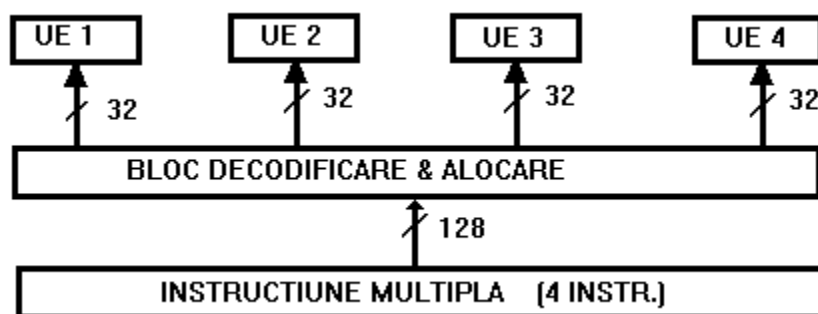 UE 1 UE 2 UE 3 UE 4
32 32 32 32
BLOC DECODIFICARE & ALOCARE
128
INSTRUCTIUNE MULTIPLA (4 INSTR.)